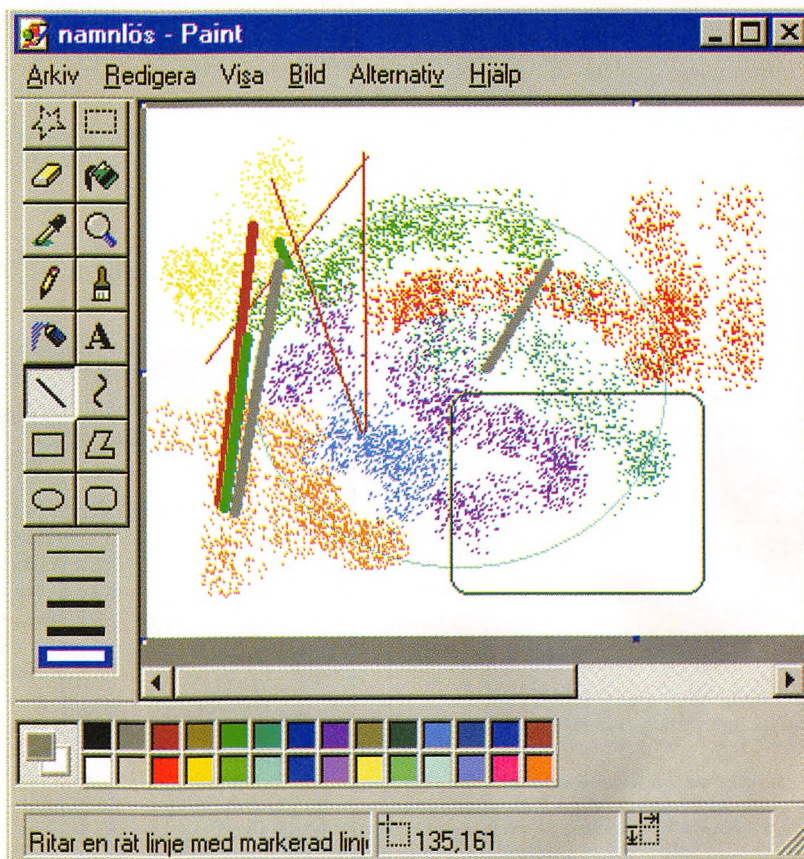 namnlös - Paint
Arkiv Redigera Visa Bild Alternativ Hjälp
A
Ritar en rät linje med markerad linj
135,161